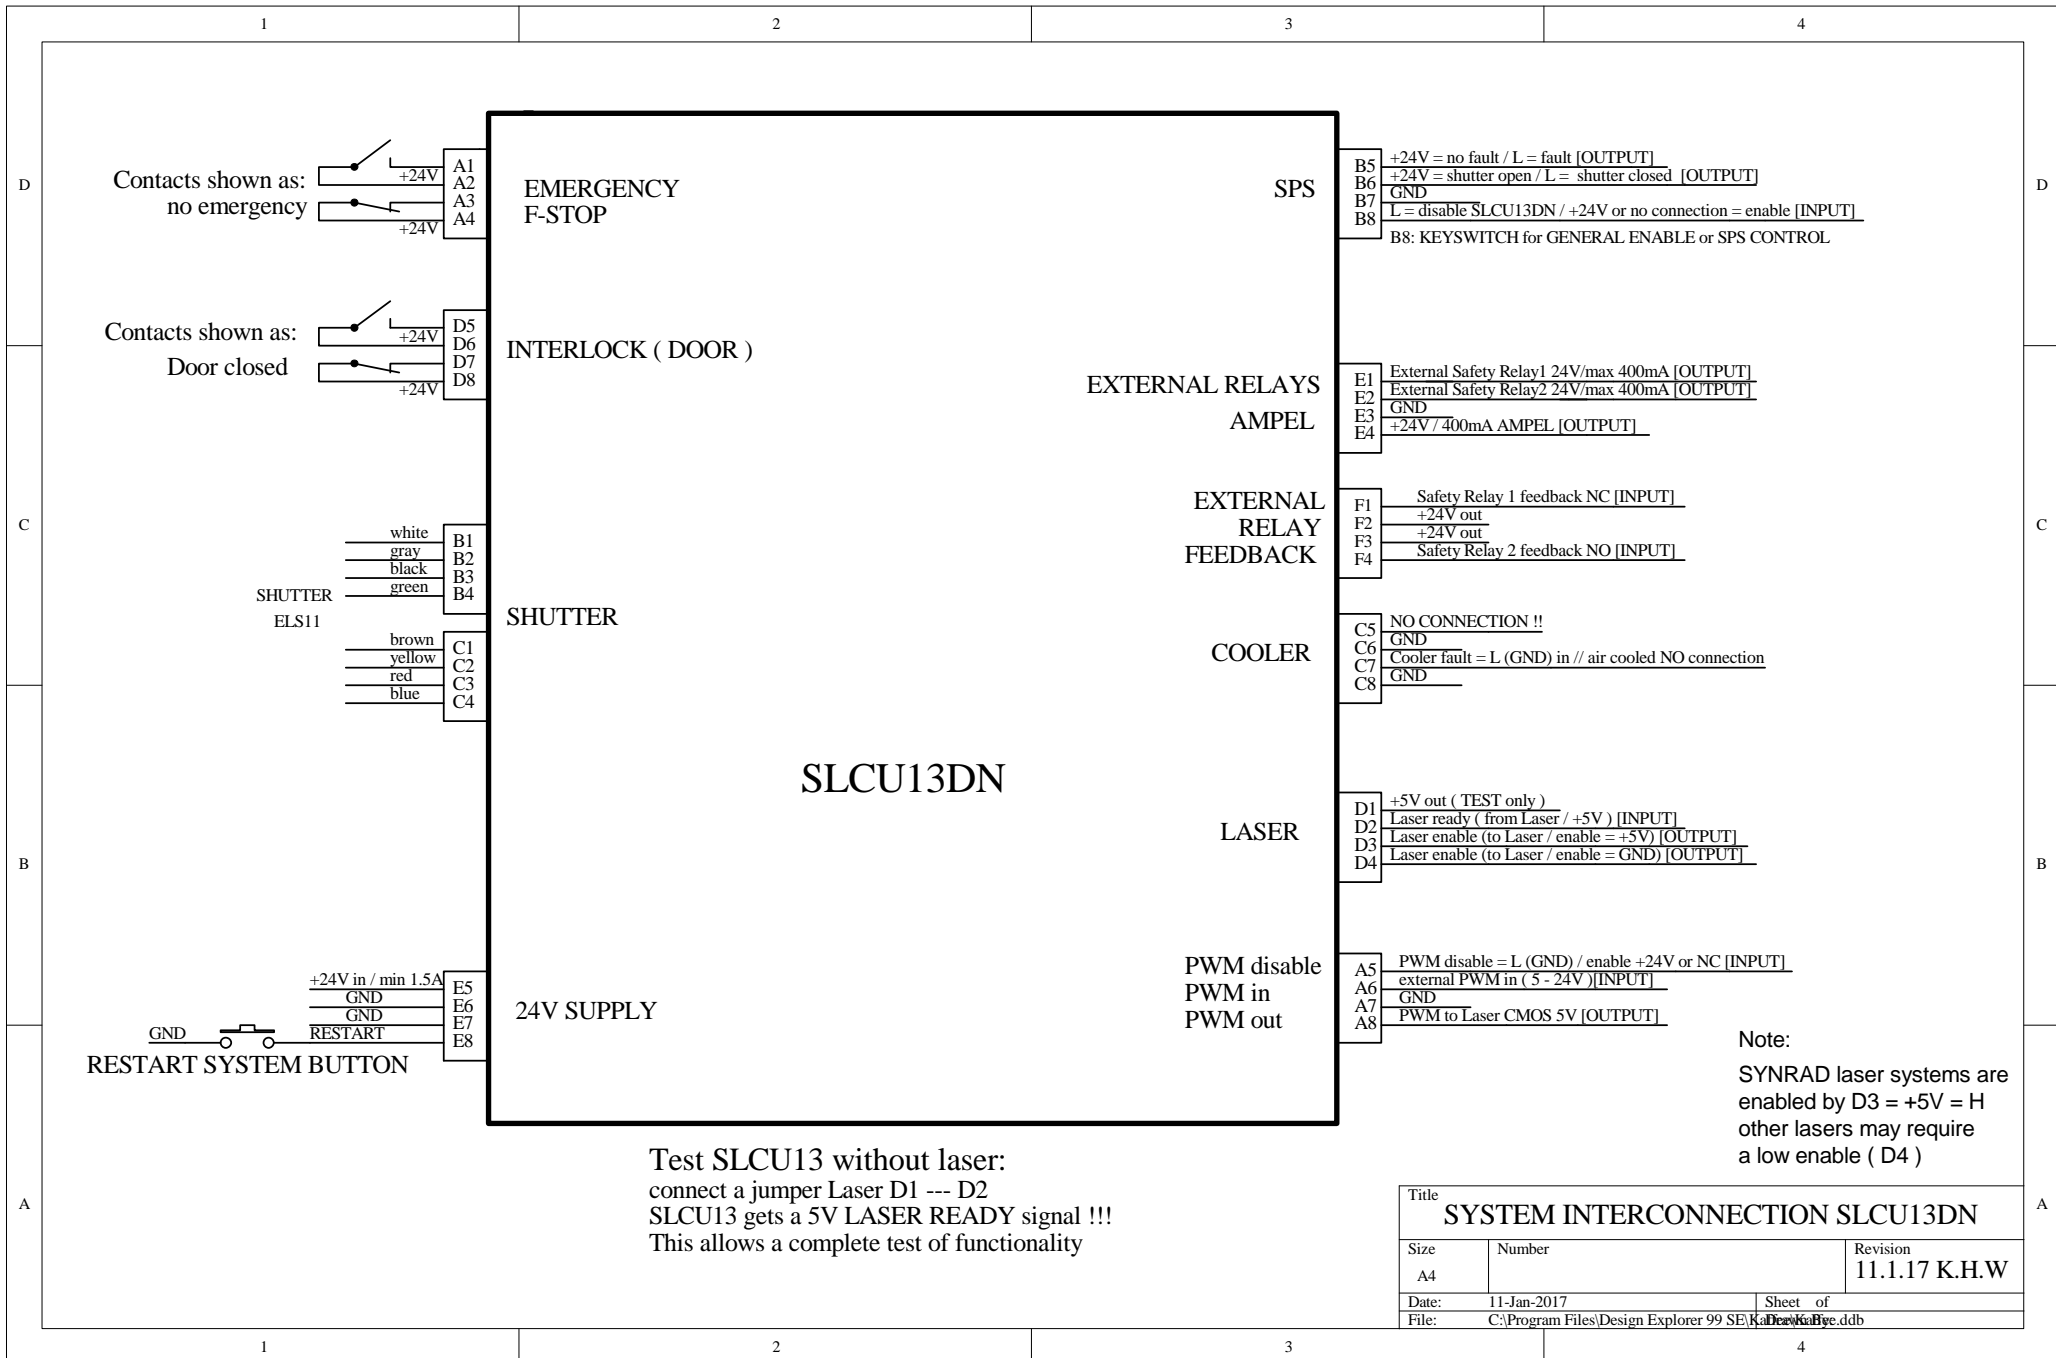 1 2 3 4
D
C
B
A
D
C
B
A
Contacts shown as:
no emergency
+24V
+24V
A1
A2
A3
A4
EMERGENCY
F-STOP
Contacts shown as:
Door closed
+24V
+24V
D5
D6
D7
D8
INTERLOCK ( DOOR )
SHUTTER
ELS11
white
gray
black
green
B1
B2
B3
B4
SHUTTER
brown
yellow
red
blue
C1
C2
C3
C4
SLCU13DN
+24V in / min 1.5A
GND
GND
GND
RESTART
E5
E6
E7
E8
24V SUPPLY
RESTART SYSTEM BUTTON
SPS
B5 +24V = no fault / L = fault [OUTPUT]
B6 +24V = shutter open / L = shutter closed [OUTPUT]
B7 GND
B8 L = disable SLCU13DN / +24V or no connection = enable [INPUT]
B8: KEYSWITCH for GENERAL ENABLE or SPS CONTROL
EXTERNAL RELAYS
AMPEL
E1 External Safety Relay1 24V/max 400mA [OUTPUT]
E2 External Safety Relay2 24V/max 400mA [OUTPUT]
E3 GND
E4 +24V / 400mA AMPEL [OUTPUT]
EXTERNAL
RELAY
FEEDBACK
F1 Safety Relay 1 feedback NC [INPUT]
F2 +24V out
F3 +24V out
F4 Safety Relay 2 feedback NO [INPUT]
COOLER
C5 NO CONNECTION !!
C6 GND
C7 Cooler fault = L (GND) in // air cooled NO connection
C8 GND
LASER
D1 +5V out ( TEST only )
D2 Laser ready ( from Laser / +5V ) [INPUT]
D3 Laser enable (to Laser / enable = +5V) [OUTPUT]
D4 Laser enable (to Laser / enable = GND) [OUTPUT]
PWM disable
PWM in
PWM out
A5 PWM disable = L (GND) / enable +24V or NC [INPUT]
A6 external PWM in ( 5 - 24V )[INPUT]
A7 GND
A8 PWM to Laser CMOS 5V [OUTPUT]
Note:
SYNRAD laser systems are
enabled by D3 = +5V = H
other lasers may require
a low enable ( D4 )
Test SLCU13 without laser:
connect a jumper Laser D1 --- D2
SLCU13 gets a 5V LASER READY signal !!!
This allows a complete test of functionality
Title
SYSTEM INTERCONNECTION SLCU13DN
Size Number Revision
A4 11.1.17 K.H.W
Date: 11-Jan-2017 Sheet of
File: C:\Program Files\Design Explorer 99 SE\
1 2 3 4